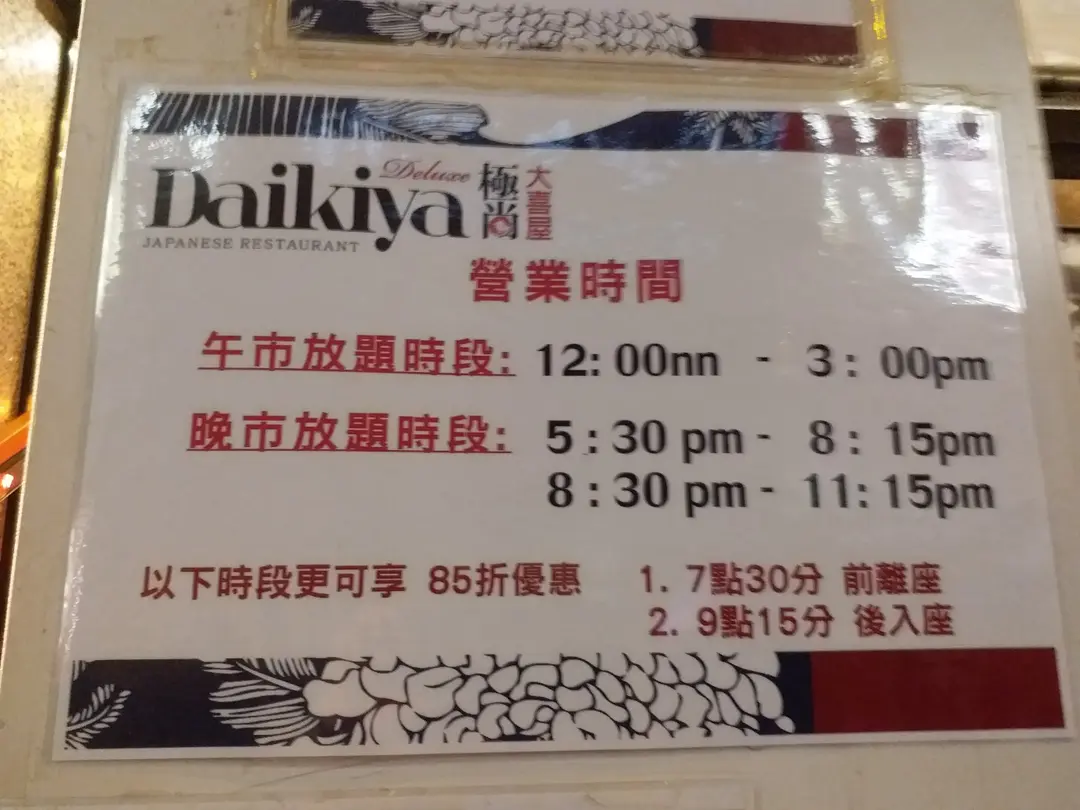 Daikiya Deluxe 極尚 大喜屋
JAPANESE RESTAURANT
營業時間
午市放題時段: 12: 00nn - 3 : 00pm
晚市放題時段: 5 : 30 pm - 8 : 15pm
8 : 30 pm - 11: 15pm
以下時段更可享 85折優惠 1. 7點30分 前離座
2. 9點15分 後入座